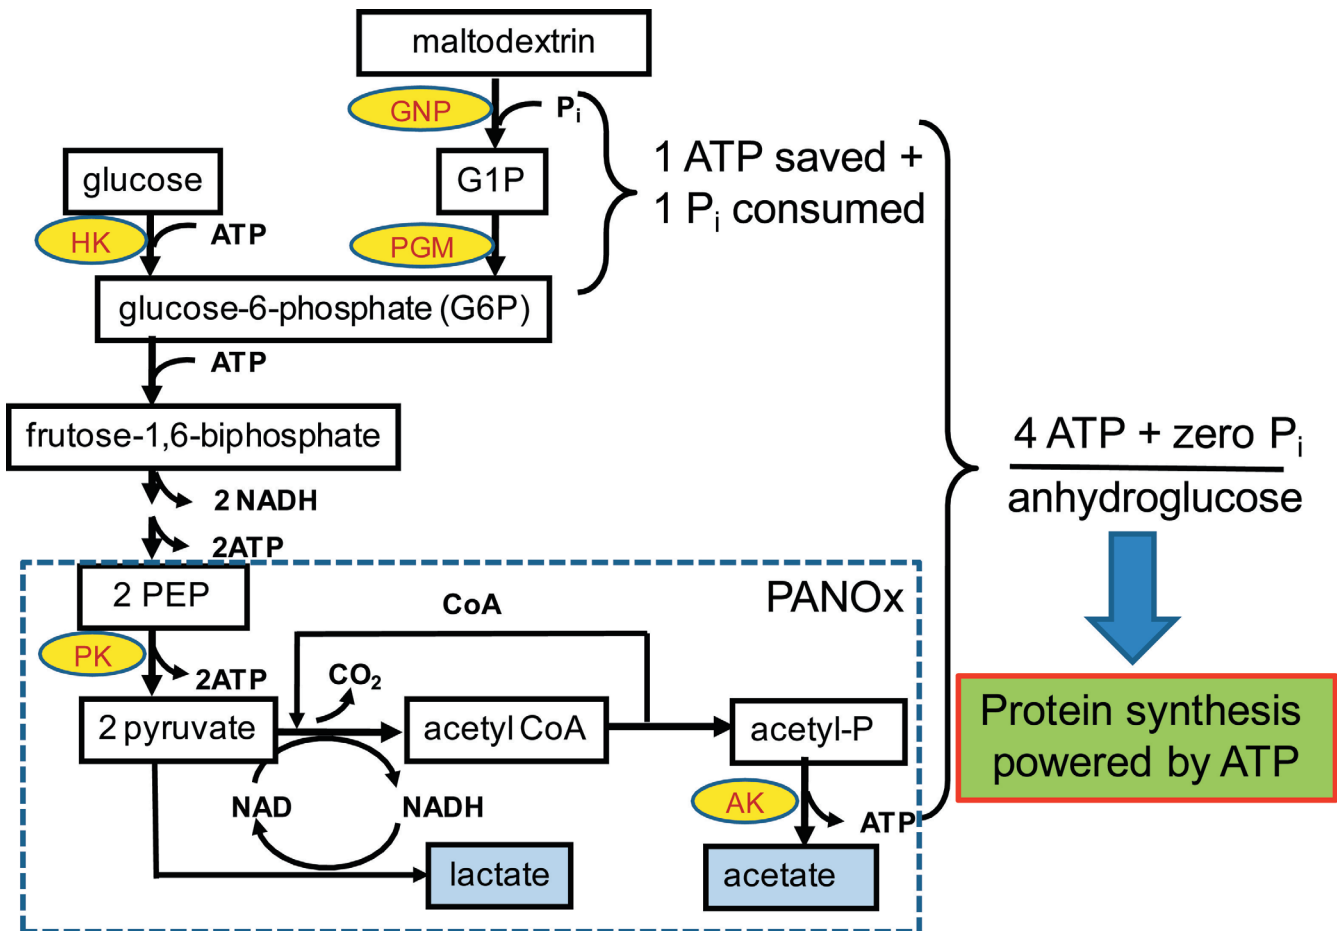 maltodextrin
GNP
Pi
glucose
G1P
1 ATP saved +
1 Pi consumed
HK
ATP
PGM
glucose-6-phosphate (G6P)
ATP
frutose-1,6-biphosphate
4 ATP + zero Pi
anhydroglucose
2 NADH
2ATP
2 PEP
CoA
PANOx
PK
2ATP
CO2
2 pyruvate
acetyl CoA
acetyl-P
Protein synthesis
powered by ATP
NAD
NADH
AK
ATP
lactate
acetate